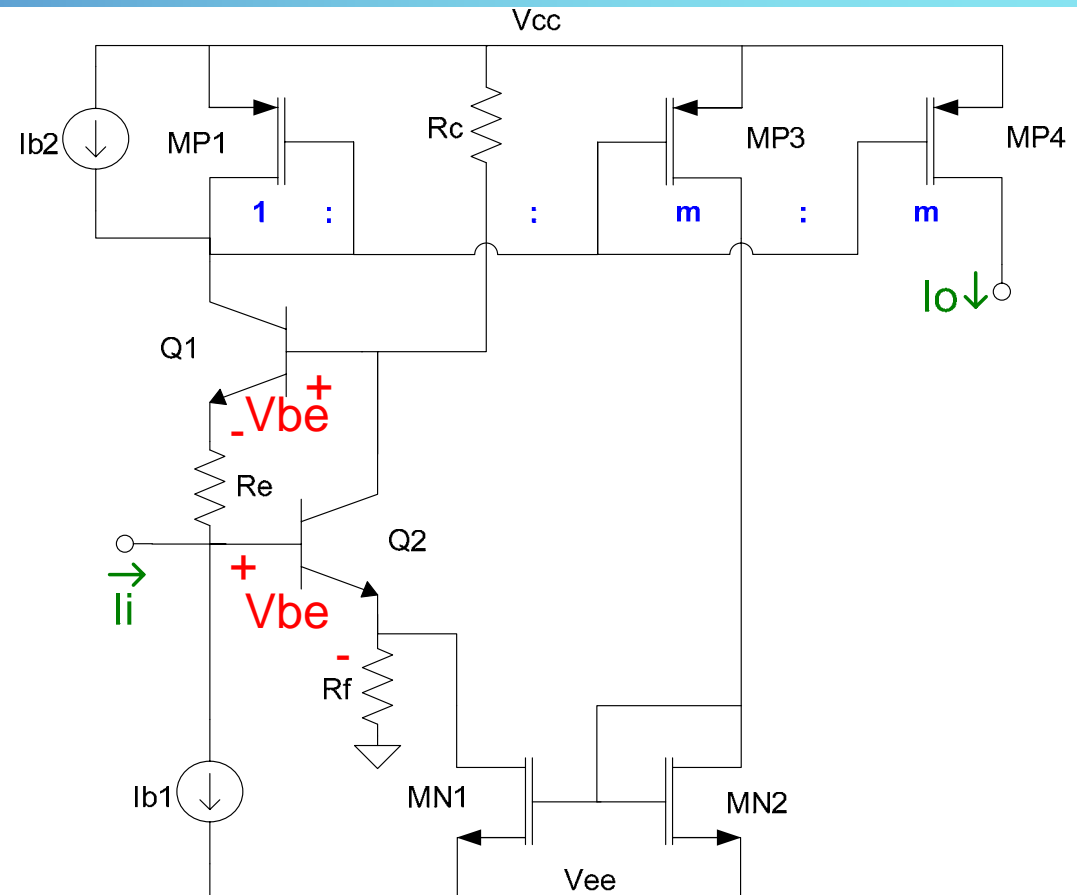 Vcc
Ib2
MP1
Rc
MP3
MP4
1 : : m : m
Io
Q1
+
Vbe
-
Re
Q2
Ii
+
Vbe
-
Rf
Ib1
MN1
MN2
Vee